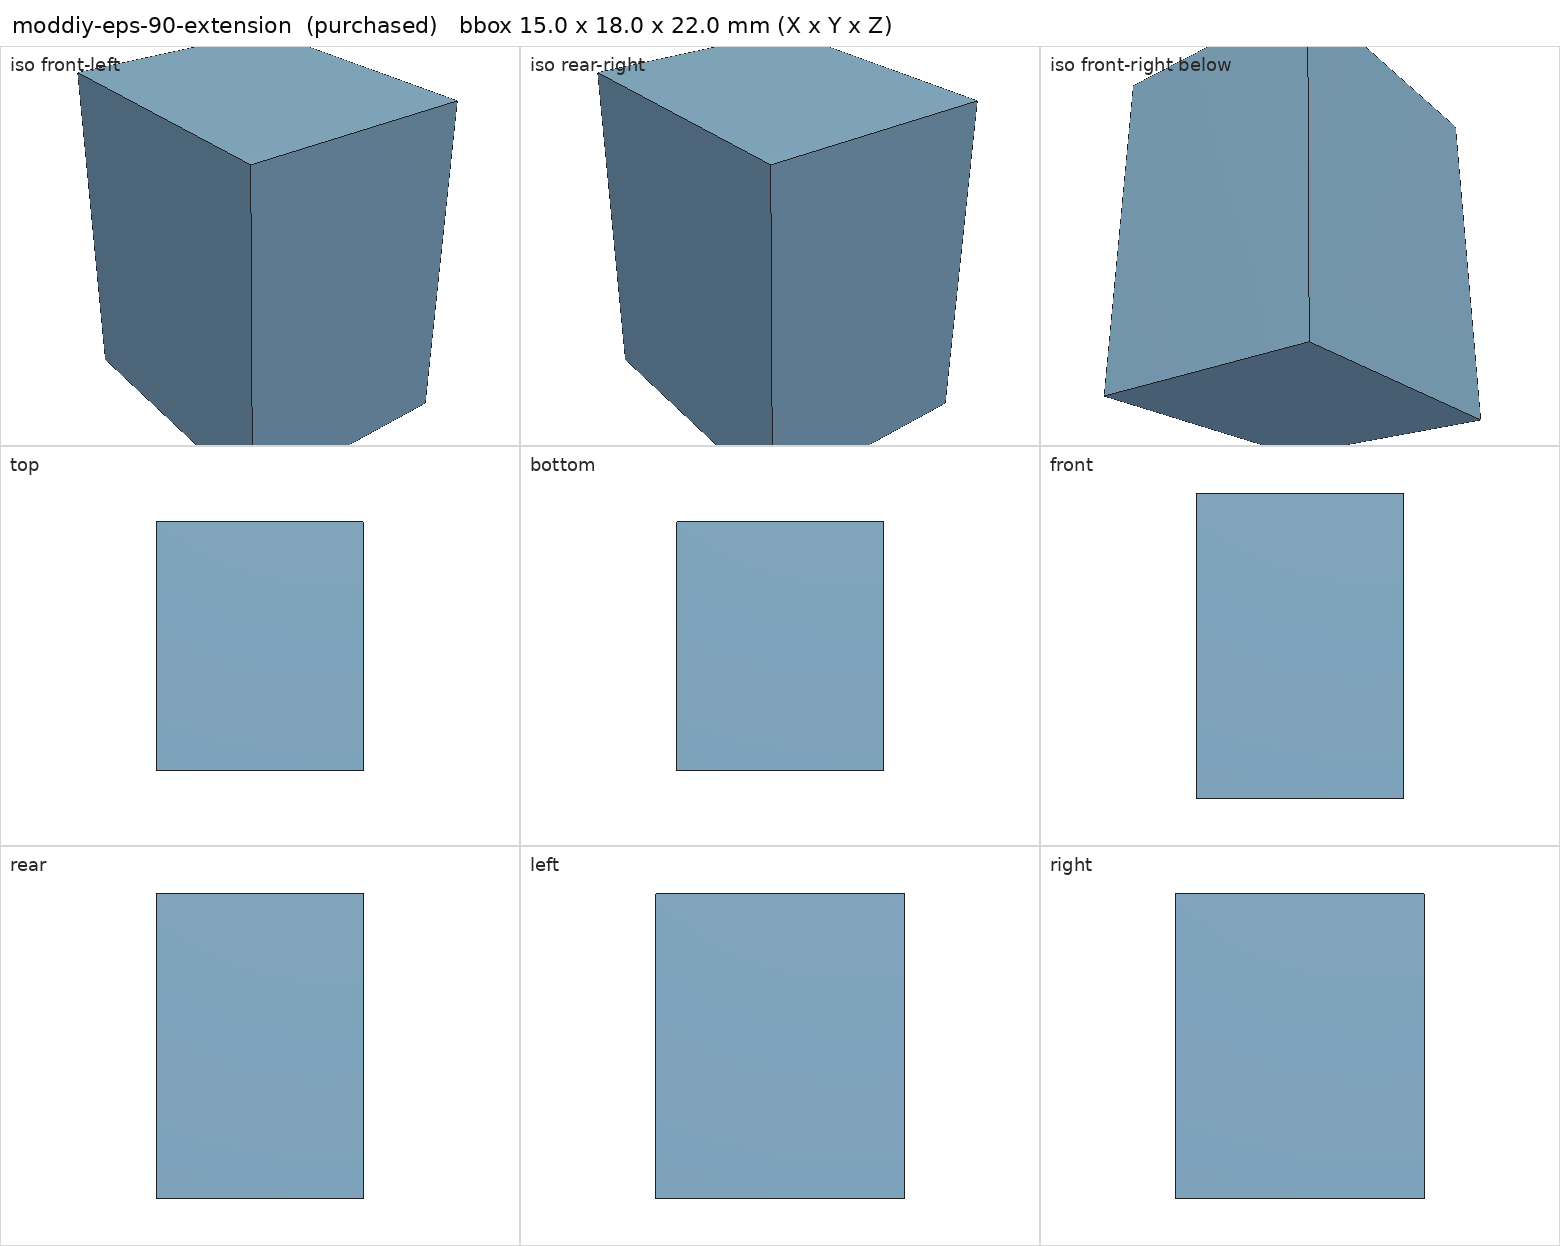 moddiy-eps-90-extension (purchased) bbox 15.0 x 18.0 x 22.0 mm (X x Y x Z)
iso front-left
iso rear-right
iso front-right below
top
bottom
front
rear
left
right